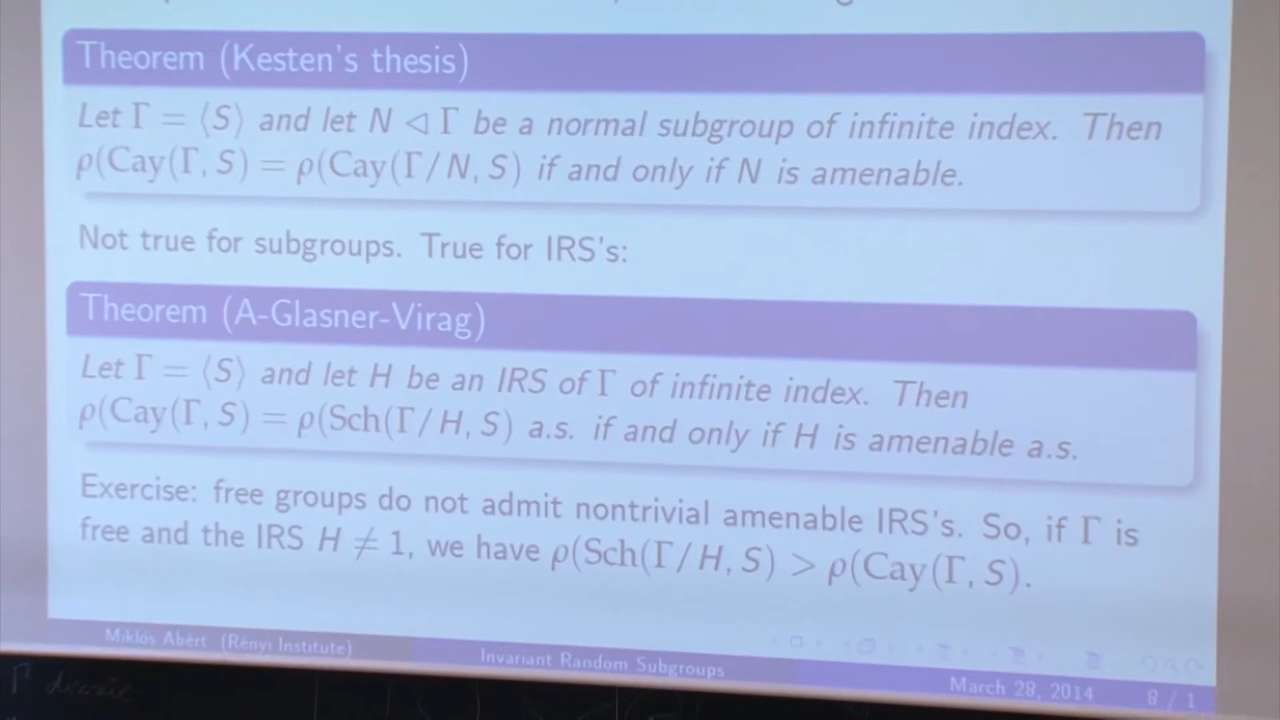 Theorem (Kesten's thesis)
Let Γ = ⟨S⟩ and let N ◁ Γ be a normal subgroup of infinite index. Then
ρ(Cay(Γ, S) = ρ(Cay(Γ/N, S) if and only if N is amenable.
Not true for subgroups. True for IRS's:
Theorem (A-Glasner-Virag)
Let Γ = ⟨S⟩ and let H be an IRS of Γ of infinite index. Then
ρ(Cay(Γ, S) = ρ(Sch(Γ/H, S) a.s. if and only if H is amenable a.s.
Exercise: free groups do not admit nontrivial amenable IRS's. So, if Γ is
free and the IRS H ≠ 1, we have ρ(Sch(Γ/H, S) > ρ(Cay(Γ, S).
Miklós Abért (Rényi Institute) Invariant Random Subgroups March 28, 2014 8 / 1
Γ